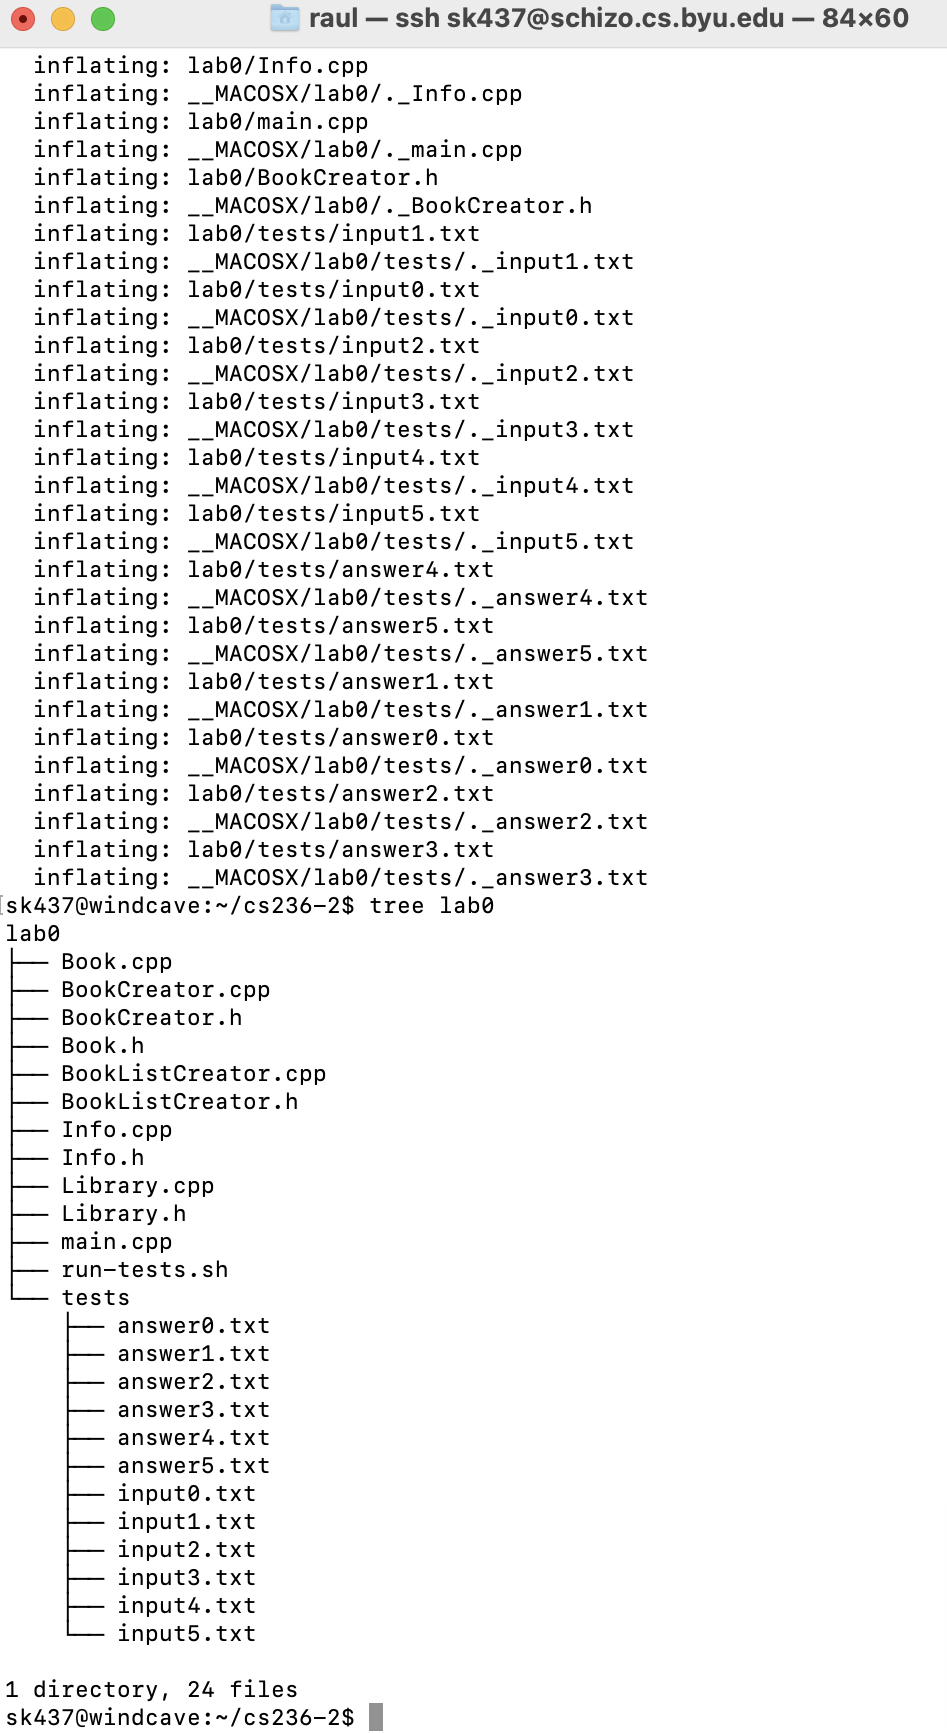 raul — ssh sk437@schizo.cs.byu.edu — 84×60
inflating: lab0/Info.cpp
inflating: __MACOSX/lab0/._Info.cpp
inflating: lab0/main.cpp
inflating: __MACOSX/lab0/._main.cpp
inflating: lab0/BookCreator.h
inflating: __MACOSX/lab0/._BookCreator.h
inflating: lab0/tests/input1.txt
inflating: __MACOSX/lab0/tests/._input1.txt
inflating: lab0/tests/input0.txt
inflating: __MACOSX/lab0/tests/._input0.txt
inflating: lab0/tests/input2.txt
inflating: __MACOSX/lab0/tests/._input2.txt
inflating: lab0/tests/input3.txt
inflating: __MACOSX/lab0/tests/._input3.txt
inflating: lab0/tests/input4.txt
inflating: __MACOSX/lab0/tests/._input4.txt
inflating: lab0/tests/input5.txt
inflating: __MACOSX/lab0/tests/._input5.txt
inflating: lab0/tests/answer4.txt
inflating: __MACOSX/lab0/tests/._answer4.txt
inflating: lab0/tests/answer5.txt
inflating: __MACOSX/lab0/tests/._answer5.txt
inflating: lab0/tests/answer1.txt
inflating: __MACOSX/lab0/tests/._answer1.txt
inflating: lab0/tests/answer0.txt
inflating: __MACOSX/lab0/tests/._answer0.txt
inflating: lab0/tests/answer2.txt
inflating: __MACOSX/lab0/tests/._answer2.txt
inflating: lab0/tests/answer3.txt
inflating: __MACOSX/lab0/tests/._answer3.txt
[sk437@windcave:~/cs236-2$ tree lab0
lab0
├── Book.cpp
├── BookCreator.cpp
├── BookCreator.h
├── Book.h
├── BookListCreator.cpp
├── BookListCreator.h
├── Info.cpp
├── Info.h
├── Library.cpp
├── Library.h
├── main.cpp
├── run-tests.sh
└── tests
    ├── answer0.txt
    ├── answer1.txt
    ├── answer2.txt
    ├── answer3.txt
    ├── answer4.txt
    ├── answer5.txt
    ├── input0.txt
    ├── input1.txt
    ├── input2.txt
    ├── input3.txt
    ├── input4.txt
    └── input5.txt
1 directory, 24 files
sk437@windcave:~/cs236-2$